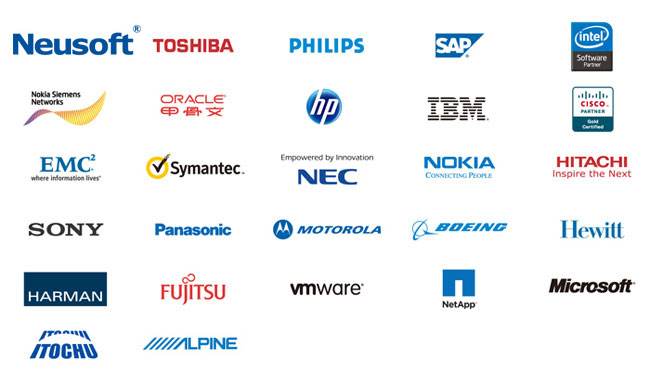 Neusoft®
TOSHIBA
PHILIPS
SAP
intel
Software
Partner
Nokia Siemens
Networks
ORACLE
甲骨文
hp
IBM
CISCO
PARTNER
Gold
Certified
EMC²
where information lives
Symantec
Empowered by Innovation
NEC
NOKIA
CONNECTING PEOPLE
HITACHI
Inspire the Next
SONY
Panasonic
MOTOROLA
BOEING
Hewitt
HARMAN
FUJITSU
vmware
NetApp
Microsoft
ITOCHU
ITOCHU
ALPINE